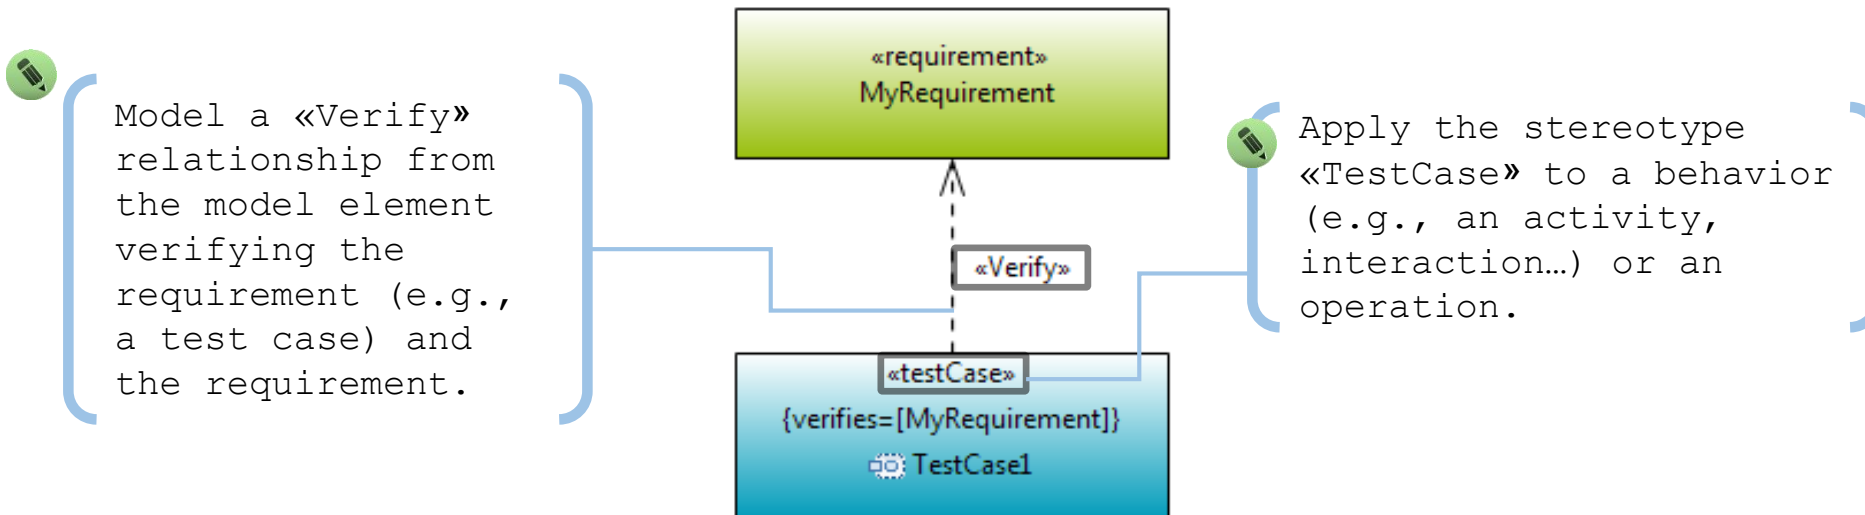 «requirement»
MyRequirement
Model a «Verify»
relationship from
the model element
verifying the
requirement (e.g.,
a test case) and
the requirement.
Apply the stereotype
«TestCase» to a behavior
(e.g., an activity,
interaction…) or an
operation.
«Verify»
«testCase»
{verifies=[MyRequirement]}
TestCase1